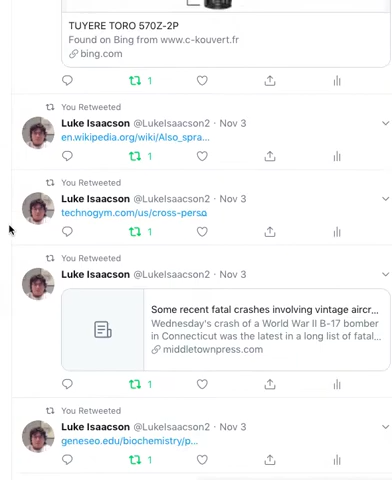 TUYERE TORO 570Z-2P
Found on Bing from www.c-kouvert.fr
bing.com
1
You Retweeted
Luke Isaacson @LukeIsaacson2 · Nov 3
en.wikipedia.org/wiki/Also_spra...
1
You Retweeted
Luke Isaacson @LukeIsaacson2 · Nov 3
technogym.com/us/cross-perso
1
You Retweeted
Luke Isaacson @LukeIsaacson2 · Nov 3
Some recent fatal crashes involving vintage aircr...
Wednesday's crash of a World War II B-17 bomber
in Connecticut was the latest in a long list of fatal...
middletownpress.com
1
You Retweeted
Luke Isaacson @LukeIsaacson2 · Nov 3
geneseo.edu/biochemistry/p...
1